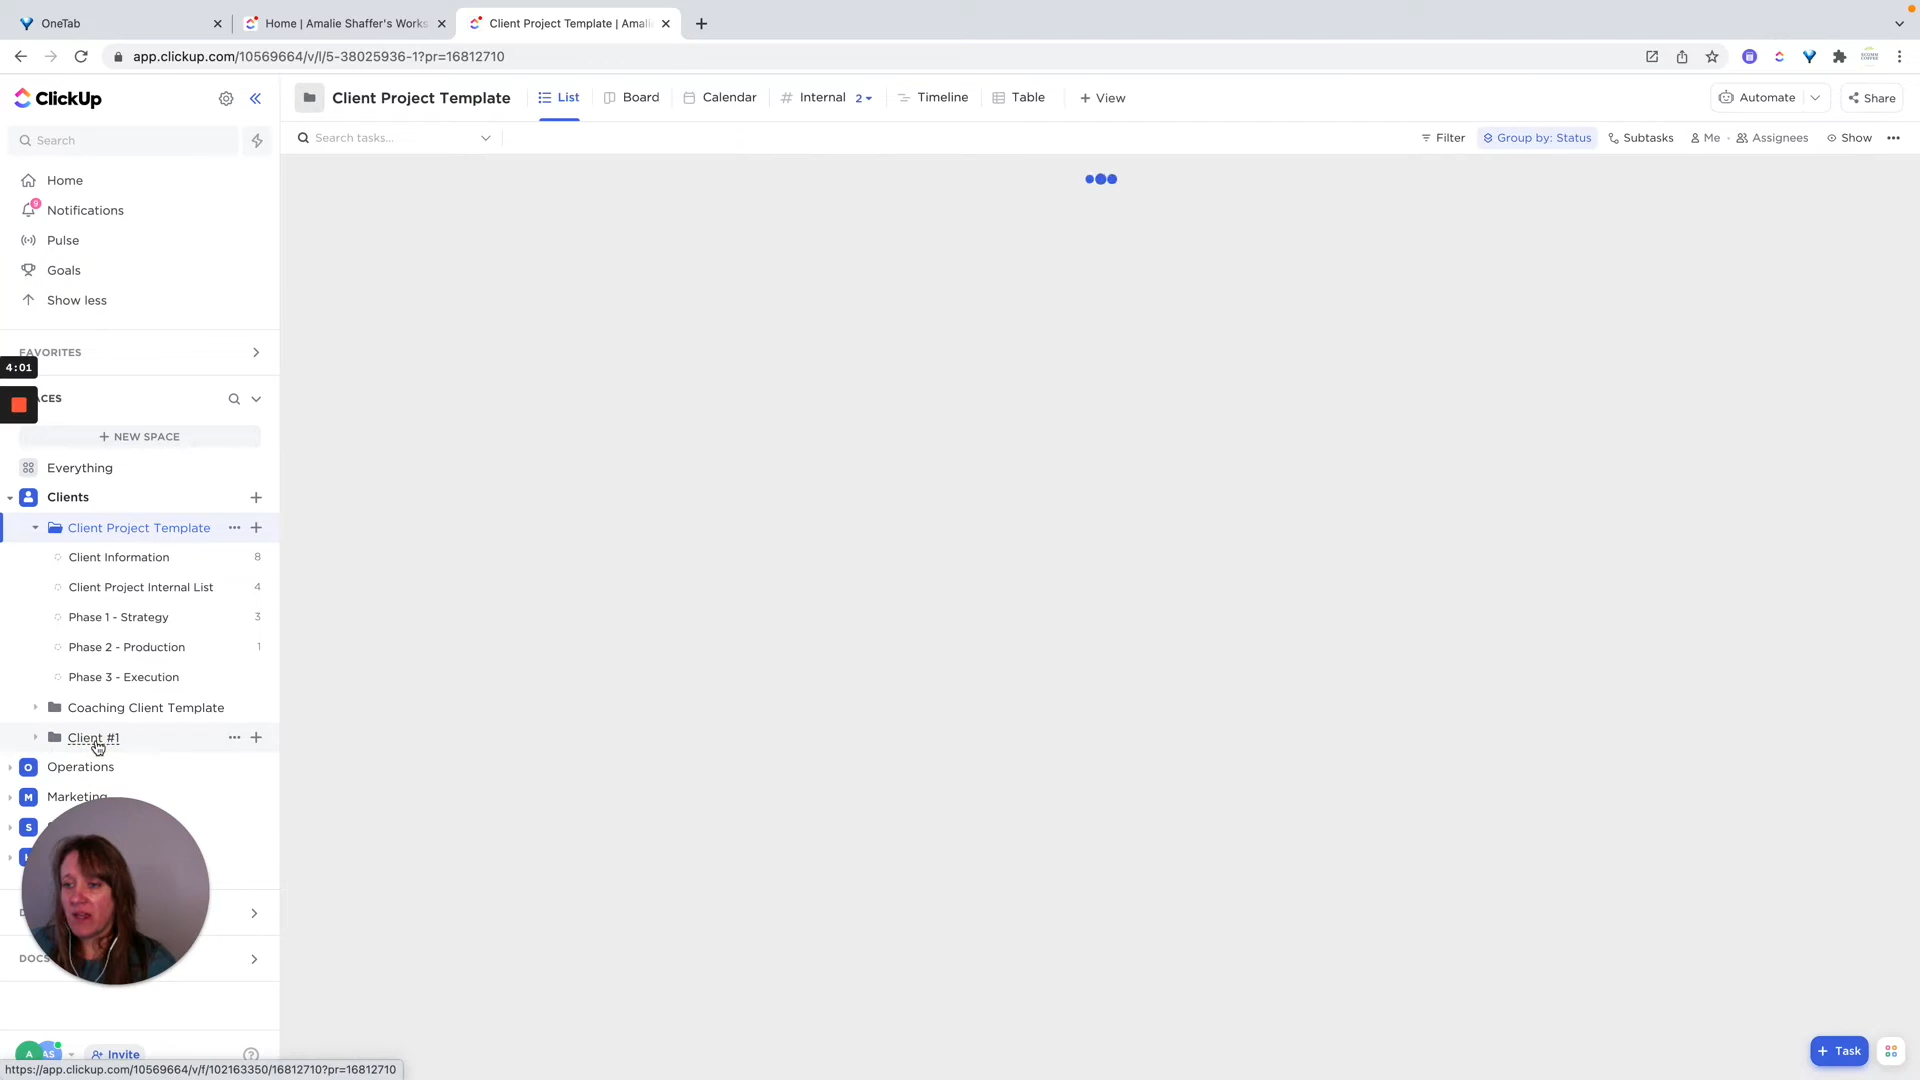 OneTab
Home | Amalie Shaffer's Works
Client Project Template | Amali
app.clickup.com/10569664/v/l/5-38025936-1?pr=16812710
ClickUp
Client Project Template
List
Board
Calendar
Internal 2
Timeline
Table
+ View
Automate
Share
Search
Search tasks...
Filter
Group by: Status
Subtasks
Me
Assignees
Show
Home
9
Notifications
Pulse
Goals
Show less
FAVORITES
4:01
ACES
+ NEW SPACE
Everything
Clients
Client Project Template
Client Information 8
Client Project Internal List 4
Phase 1 - Strategy 3
Phase 2 - Production 1
Phase 3 - Execution
Coaching Client Template
Client #1
O Operations
M Marketing
S
DOCS
A AS
Invite
+ Task
https://app.clickup.com/10569664/v/f/102163350/16812710?pr=16812710